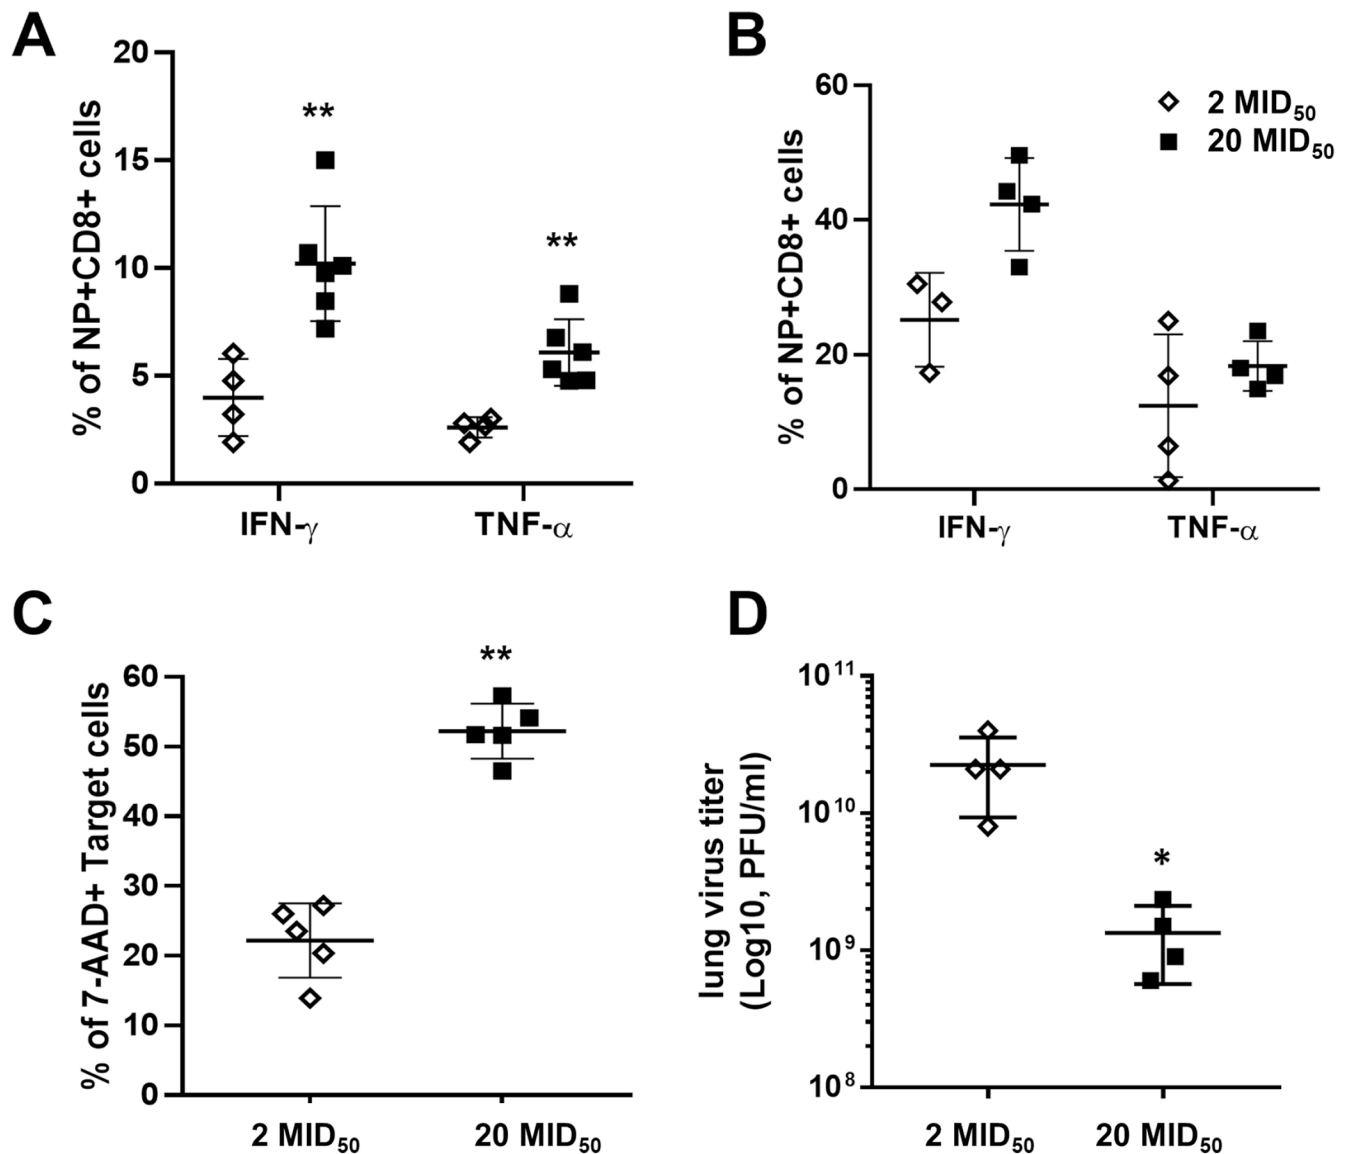 A
% of NP+CD8+ cells
20
15
10
5
0
**
**
IFN-γ
TNF-α
B
% of NP+CD8+ cells
60
40
20
0
2 MID50
20 MID50
IFN-γ
TNF-α
C
% of 7-AAD+ Target cells
60
50
40
30
20
10
0
**
2 MID50
20 MID50
D
lung virus titer
(Log10, PFU/ml)
10^11
10^10
10^9
10^8
*
2 MID50
20 MID50